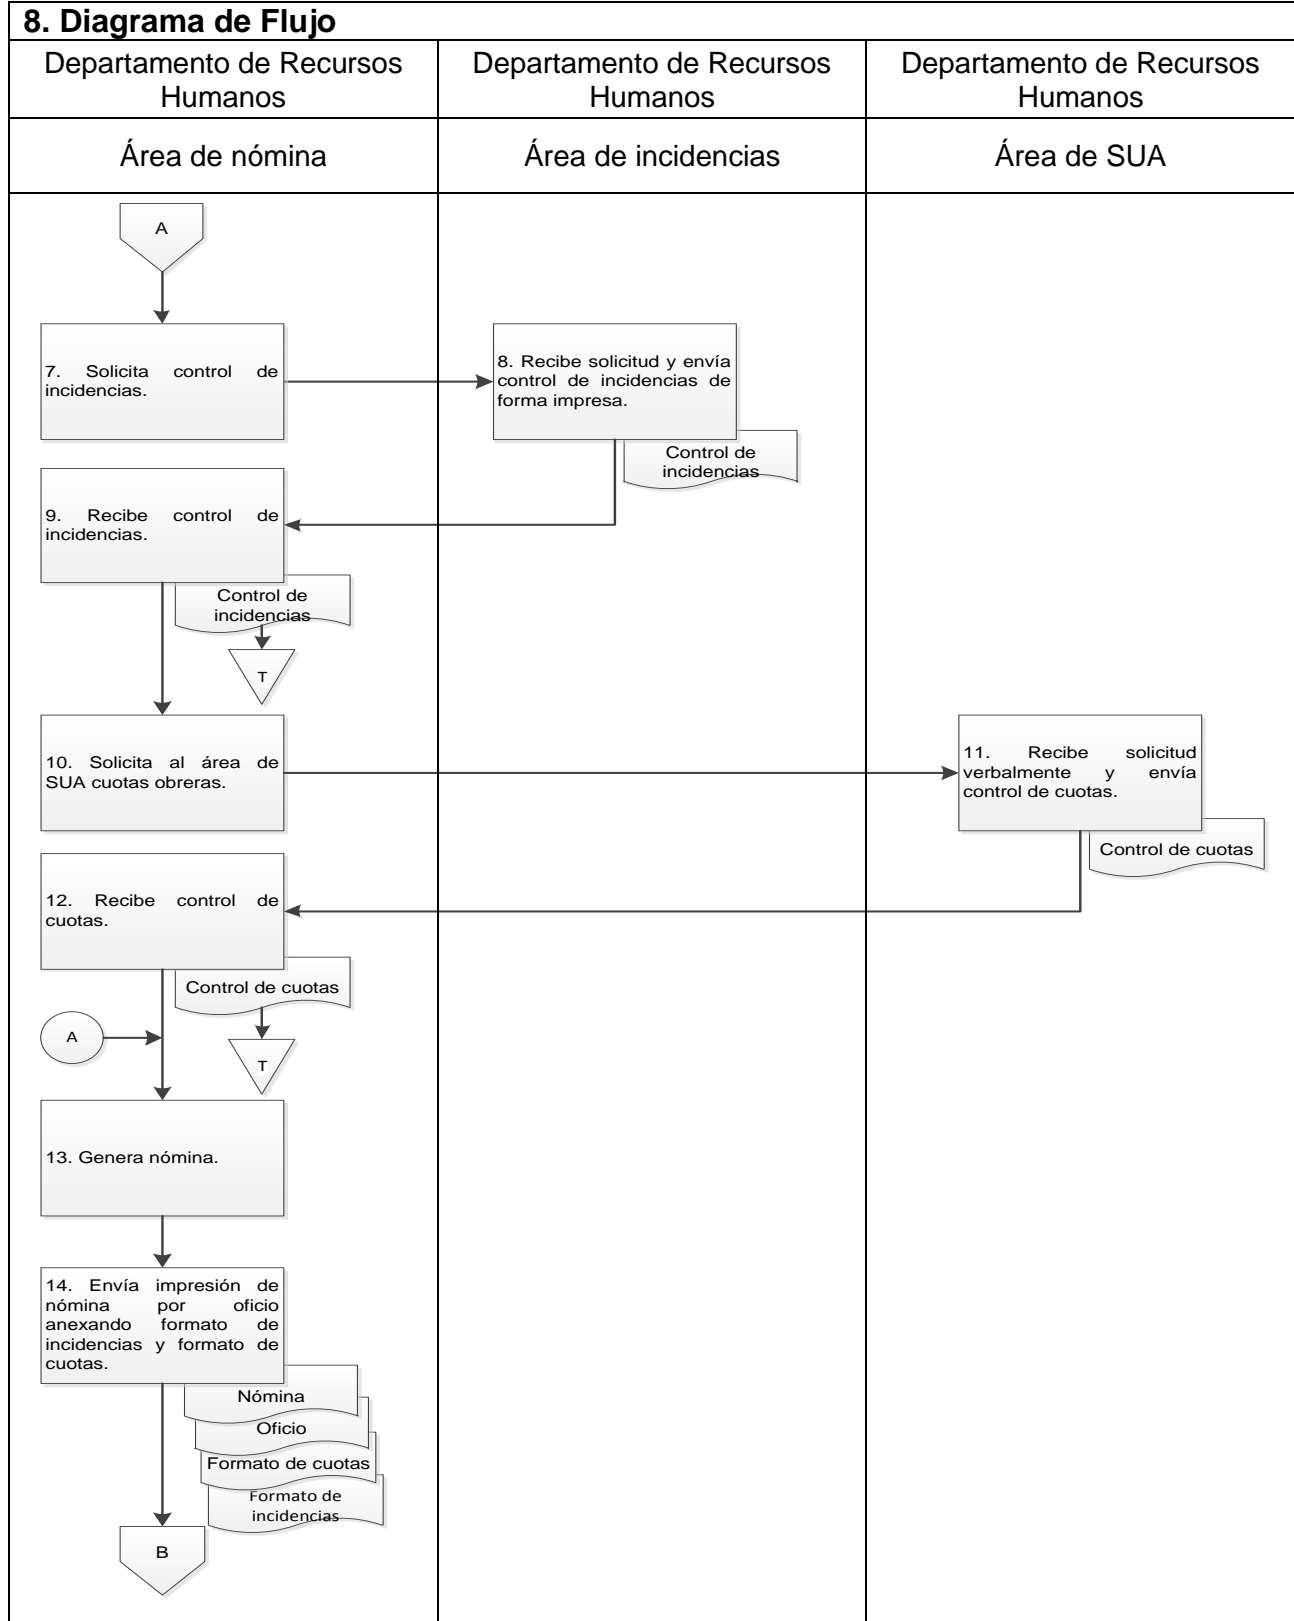 8. Diagrama de Flujo
Departamento de Recursos
Humanos
Departamento de Recursos
Humanos
Departamento de Recursos
Humanos
Área de nómina
Área de incidencias
Área de SUA
A
7. Solicita control de
incidencias.
8. Recibe solicitud y envía
control de incidencias de
forma impresa.
Control de
incidencias
9. Recibe control de
incidencias.
Control de
incidencias
T
10. Solicita al área de
SUA cuotas obreras.
11. Recibe solicitud
verbalmente y envía
control de cuotas.
Control de cuotas
12. Recibe control de
cuotas.
Control de cuotas
A
T
13. Genera nómina.
14. Envía impresión de
nómina por oficio
anexando formato de
incidencias y formato de
cuotas.
Nómina
Oficio
Formato de cuotas
Formato de
incidencias
B